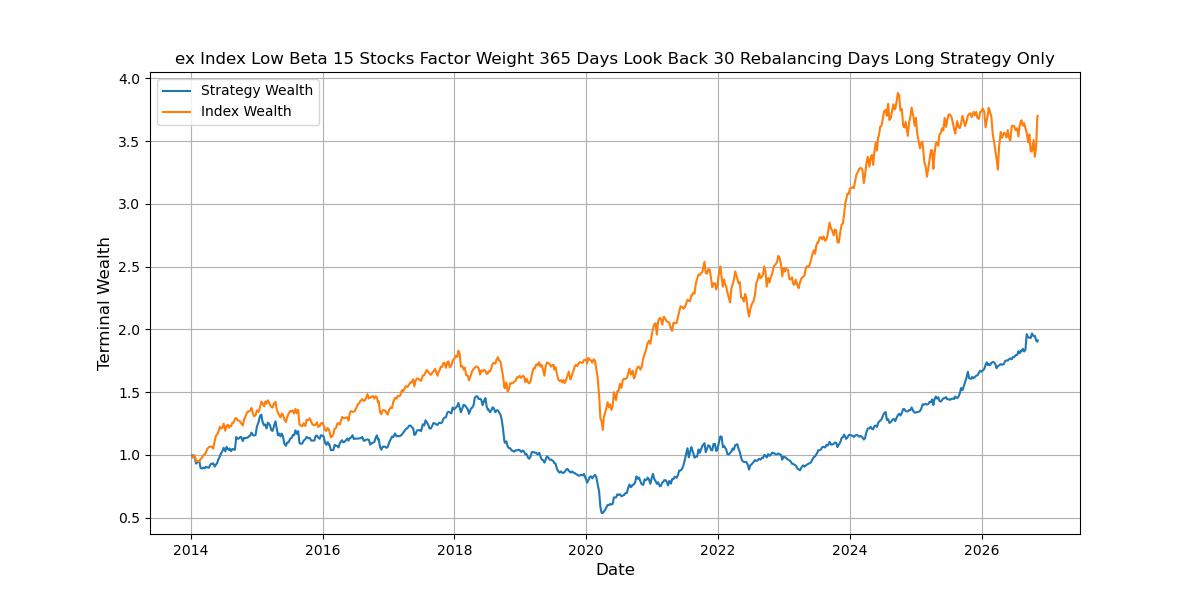 ex Index Low Beta 15 Stocks Factor Weight 365 Days Look Back 30 Rebalancing Days Long Strategy Only
Strategy Wealth
Index Wealth
Terminal Wealth
4.0
3.5
3.0
2.5
2.0
1.5
1.0
0.5
2014 2016 2018 2020 2022 2024 2026
Date